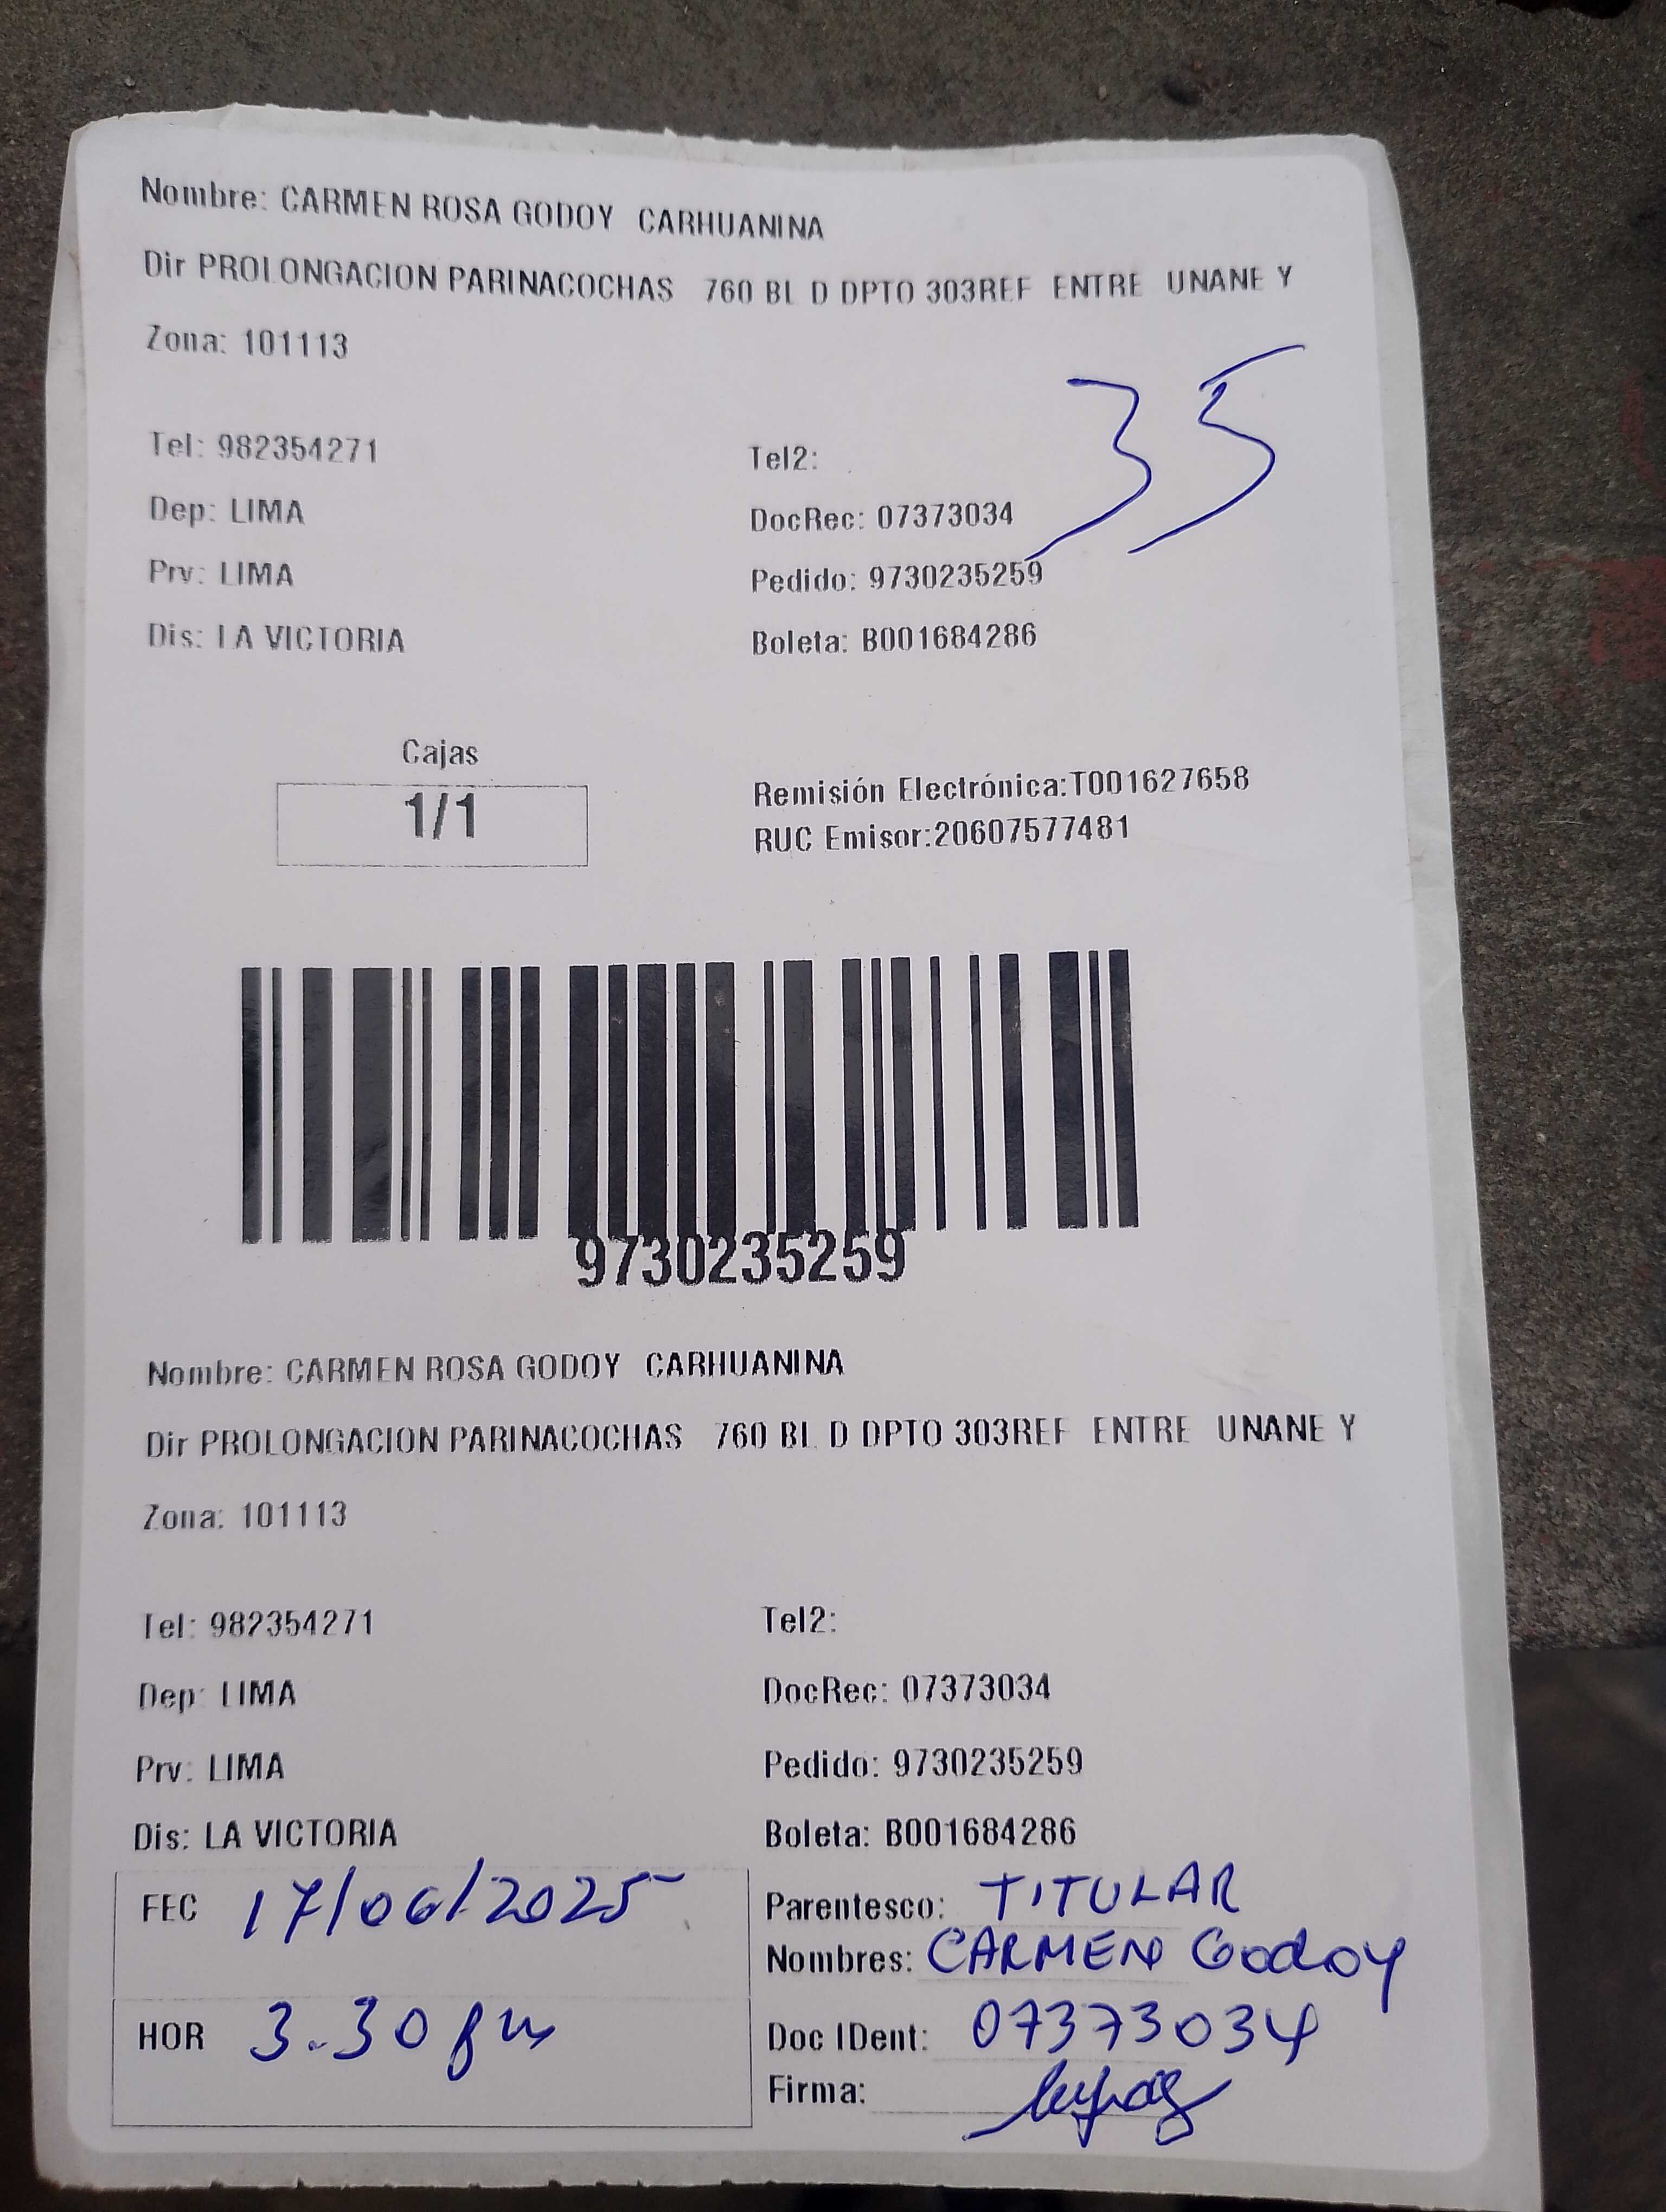 Nombre: CARMEN ROSA GODOY CARHUANINA
Dir PROLONGACION PARINACOCHAS 760 BL D DPTO 303REF ENTRE UNANE Y
Zona: 101113
35
Tel: 982354271 Tel2:
Dep: LIMA DocRec: 07373034
Prv: LIMA Pedido: 9730235259
Dis: LA VICTORIA Boleta: B001684286
Cajas
1/1
Remisión Electrónica:T001627658
RUC Emisor:20607577481
9730235259
Nombre: CARMEN ROSA GODOY CARHUANINA
Dir PROLONGACION PARINACOCHAS 760 BL D DPTO 303REF ENTRE UNANE Y
Zona: 101113
Tel: 982354271 Tel2:
Dep: LIMA DocRec: 07373034
Prv: LIMA Pedido: 9730235259
Dis: LA VICTORIA Boleta: B001684286
FEC 17/06/2025
HOR 3.30 pm
Parentesco: TITULAR
Nombres: CARMEN Godoy
Doc IDent: 07373034
Firma: